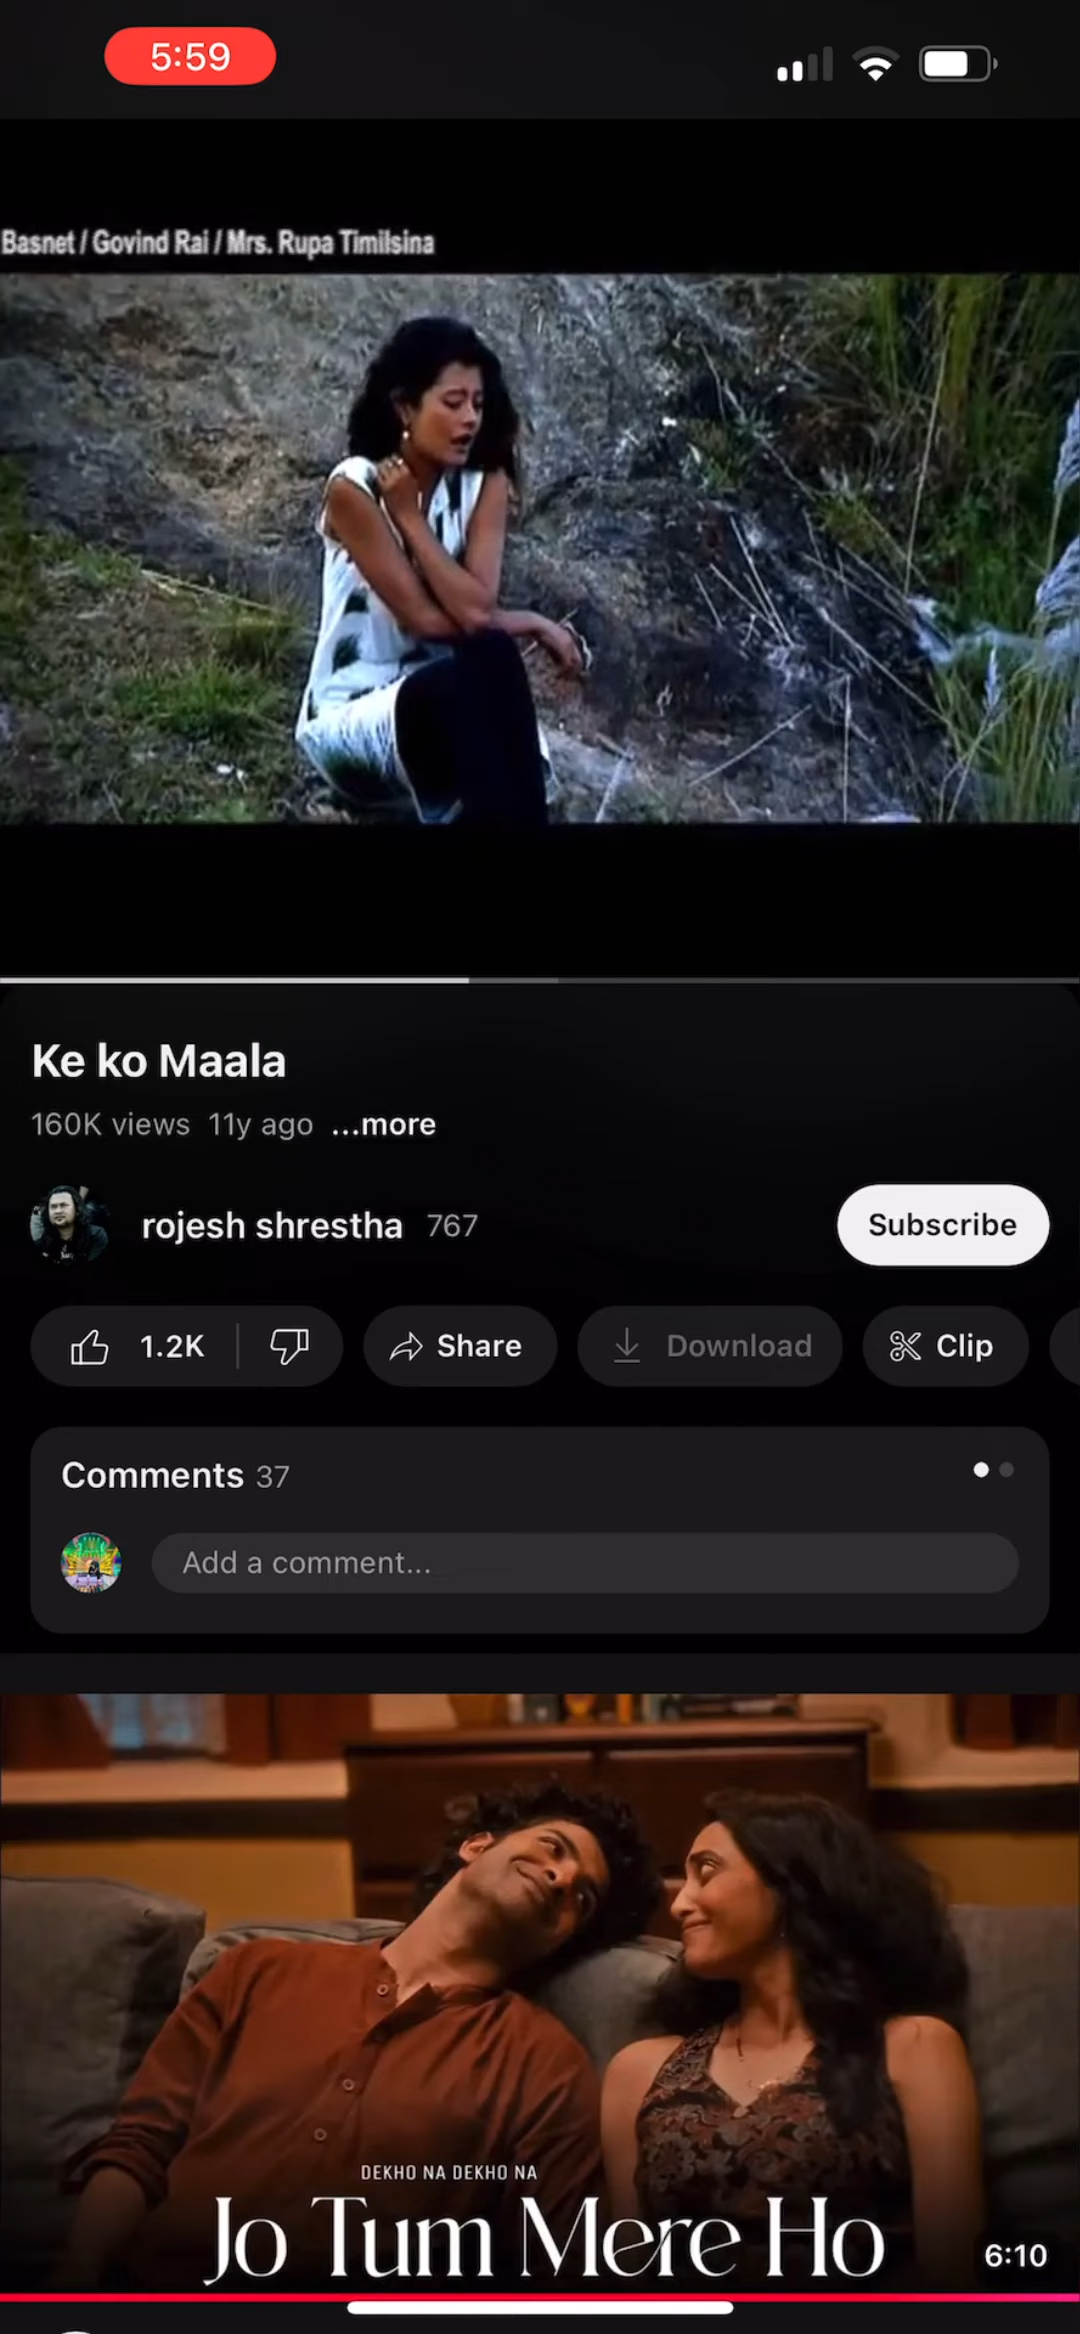 5:59
Basnet / Govind Rai / Mrs. Rupa Timilsina
Ke ko Maala
160K views 11y ago ...more
rojesh shrestha 767
Subscribe
1.2K
Share
Download
Clip
Comments 37
Add a comment...
DEKHO NA DEKHO NA
Jo Tum Mere Ho
6:10